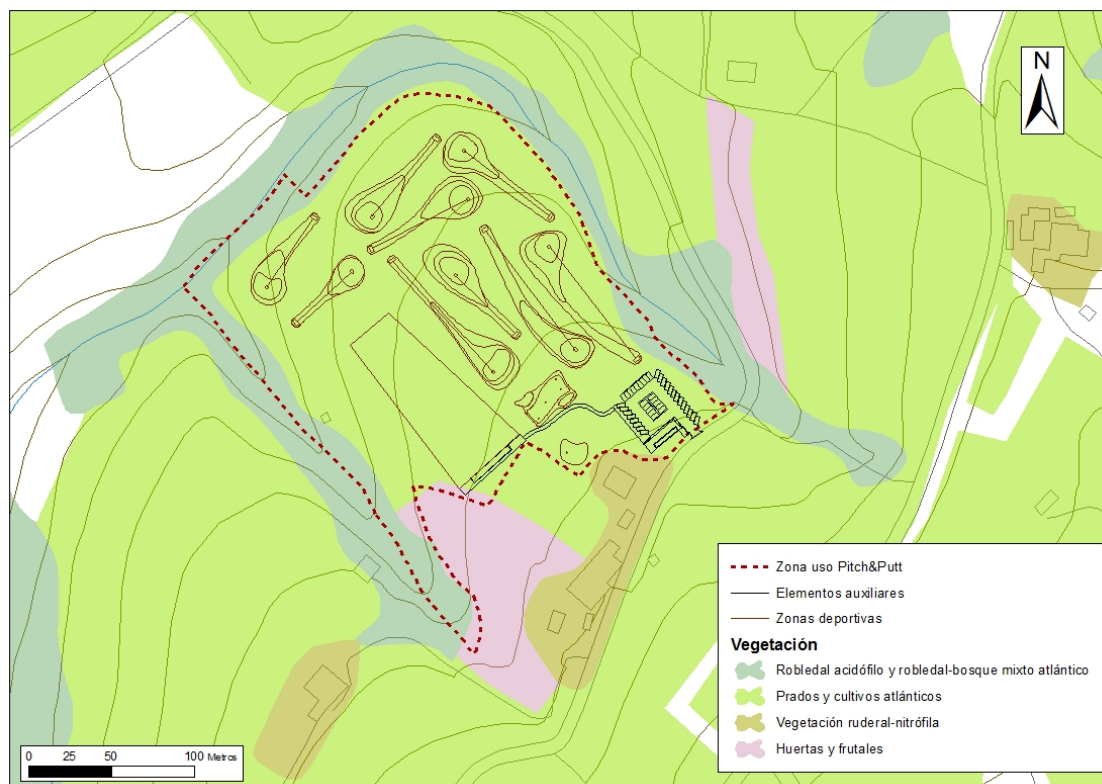 N
Zona uso Pitch&Putt
Elementos auxiliares
Zonas deportivas
Vegetación
Robledal acidófilo y robledal-bosque mixto atlántico
Prados y cultivos atlánticos
Vegetación ruderal-nitrófila
Huertas y frutales
0 25 50 100 Metros